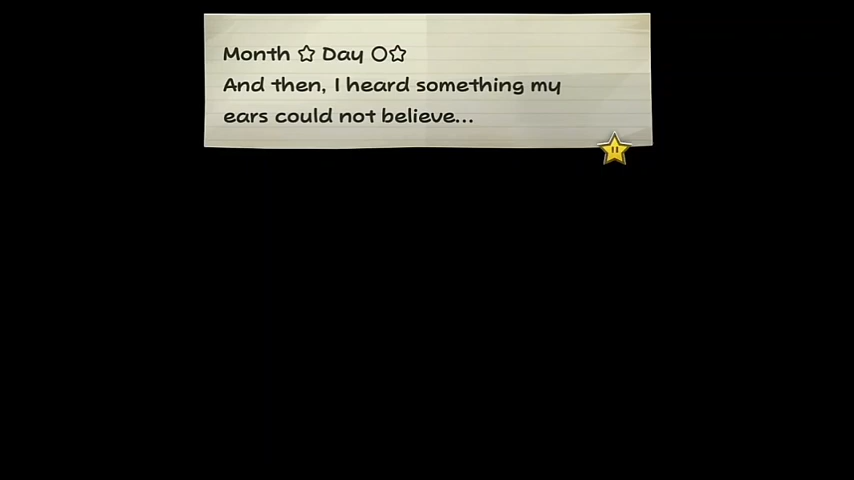 Month ☆ Day ○☆
And then, I heard something my
ears could not believe...